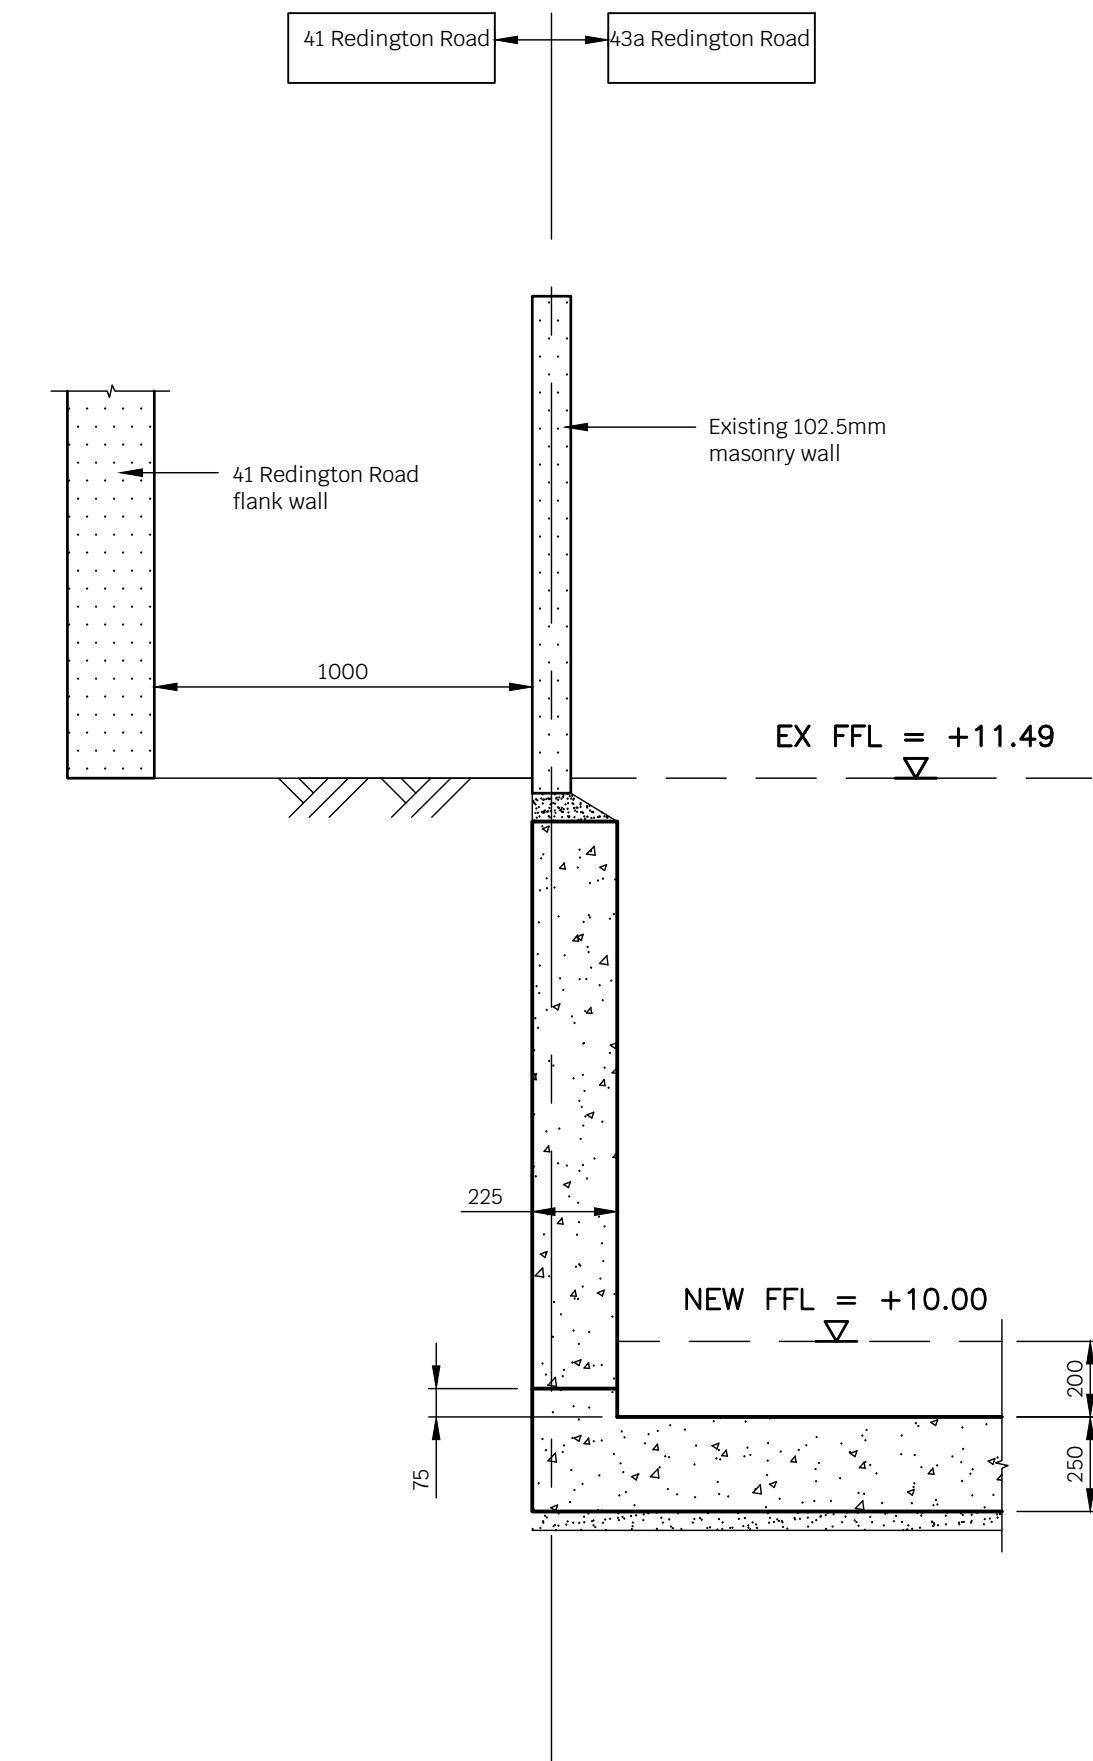 41 Redington Road
43a Redington Road
Existing 102.5mm
masonry wall
41 Redington Road
flank wall
1000
EX FFL = +11.49
225
NEW FFL = +10.00
200
75
250